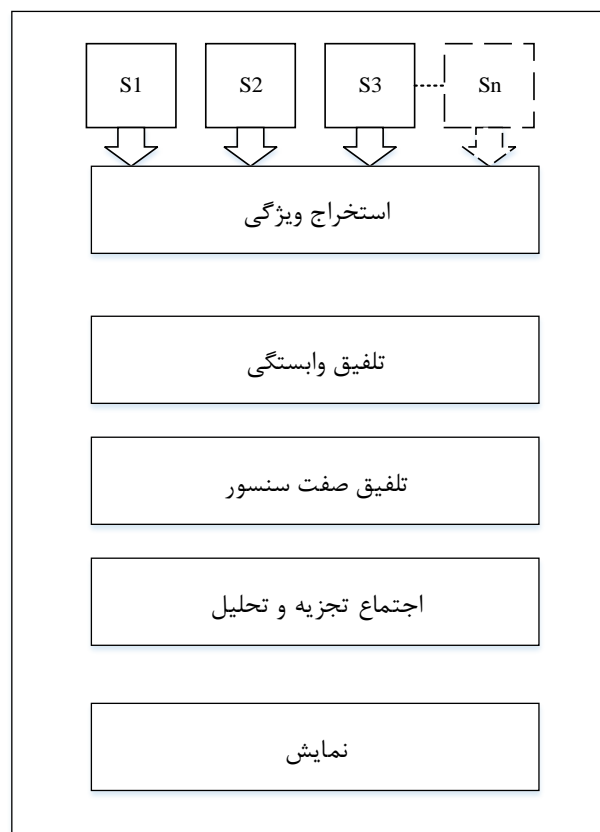 S1 S2 S3 Sn
استخراج ویژگی
تلفیق وابستگی
تلفیق صفت سنسور
اجتماع تجزیه و تحلیل
نمایش